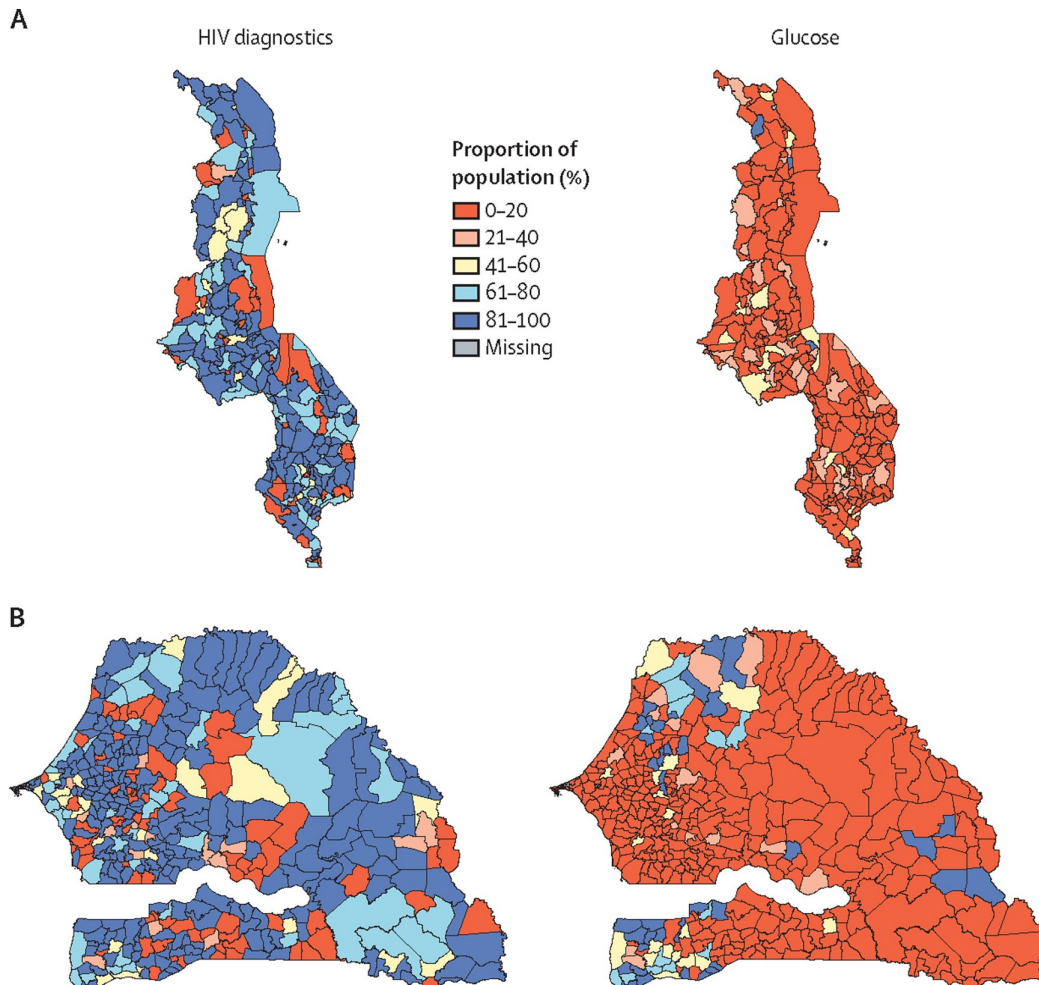 A
HIV diagnostics
Glucose
Proportion of
population (%)
0–20
21–40
41–60
61–80
81–100
Missing
B